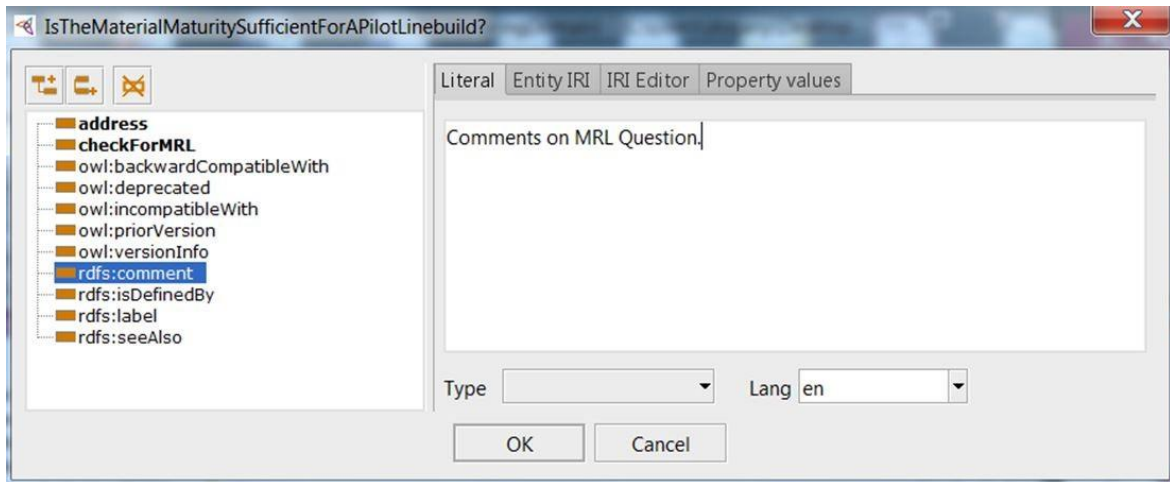 IsTheMaterialMaturitySufficientForAPilotLinebuild?
Literal Entity IRI IRI Editor Property values
address
checkForMRL
owl:backwardCompatibleWith
owl:deprecated
owl:incompatibleWith
owl:priorVersion
owl:versionInfo
rdfs:comment
rdfs:isDefinedBy
rdfs:label
rdfs:seeAlso
Comments on MRL Question.
Type Lang en
OK Cancel